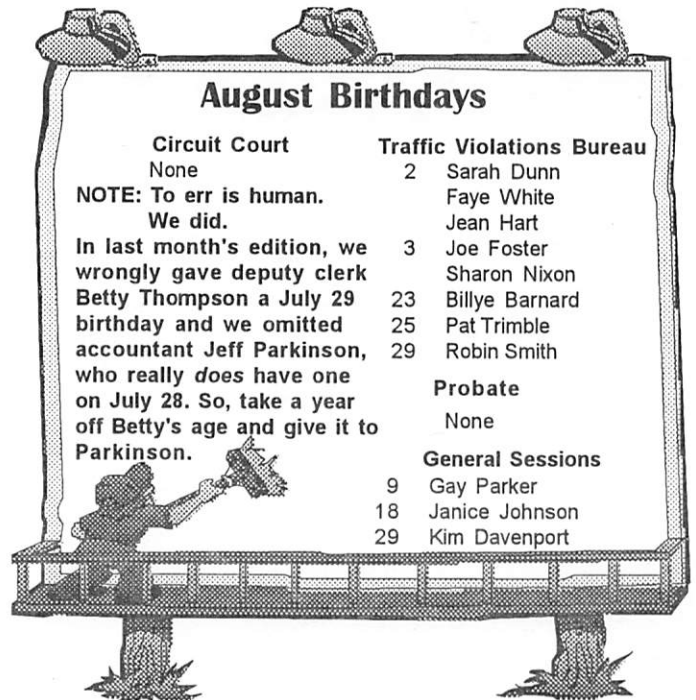 August Birthdays
Circuit Court
None
NOTE: To err is human.
We did.
In last month's edition, we
wrongly gave deputy clerk
Betty Thompson a July 29
birthday and we omitted
accountant Jeff Parkinson,
who really does have one
on July 28. So, take a year
off Betty's age and give it to
Parkinson.
Traffic Violations Bureau
2 Sarah Dunn
Faye White
Jean Hart
3 Joe Foster
Sharon Nixon
23 Billye Barnard
25 Pat Trimble
29 Robin Smith
Probate
None
General Sessions
9 Gay Parker
18 Janice Johnson
29 Kim Davenport